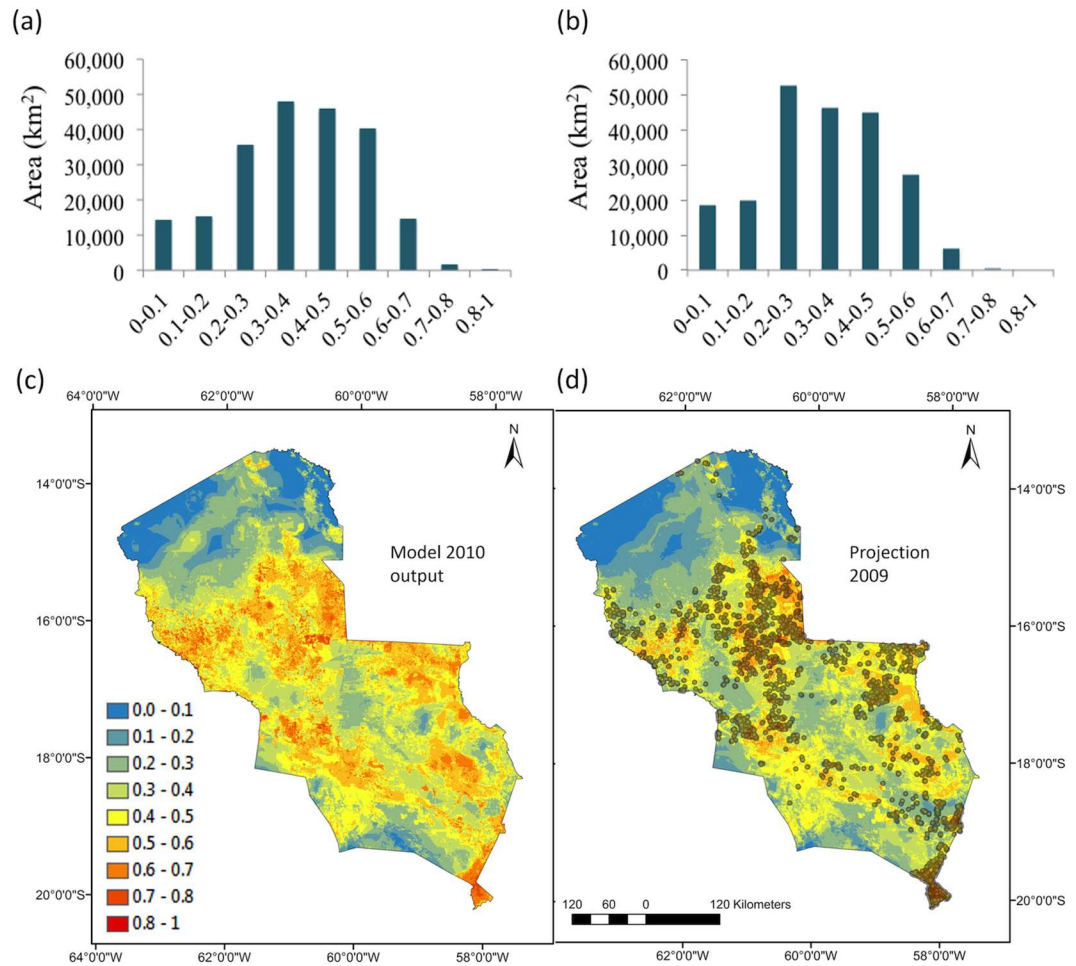 (a)
60,000
50,000
40,000
30,000
20,000
10,000
0
Area (km²)
0-0.1
0.1-0.2
0.2-0.3
0.3-0.4
0.4-0.5
0.5-0.6
0.6-0.7
0.7-0.8
0.8-1
(b)
60,000
50,000
40,000
30,000
20,000
10,000
0
Area (km²)
0-0.1
0.1-0.2
0.2-0.3
0.3-0.4
0.4-0.5
0.5-0.6
0.6-0.7
0.7-0.8
0.8-1
(c)
64°0'0"W 62°0'0"W 60°0'0"W 58°0'0"W
N
14°0'0"S
16°0'0"S
18°0'0"S
20°0'0"S
Model 2010
output
0.0 - 0.1
0.1 - 0.2
0.2 - 0.3
0.3 - 0.4
0.4 - 0.5
0.5 - 0.6
0.6 - 0.7
0.7 - 0.8
0.8 - 1
64°0'0"W 62°0'0"W 60°0'0"W 58°0'0"W
(d)
62°0'0"W 60°0'0"W 58°0'0"W
N
14°0'0"S
16°0'0"S
18°0'0"S
20°0'0"S
Projection
2009
120 60 0 120 Kilometers
62°0'0"W 60°0'0"W 58°0'0"W